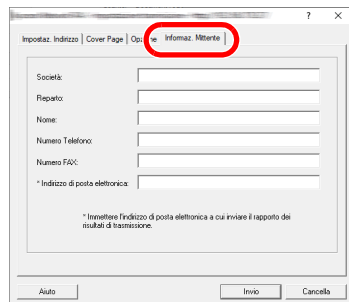 Impostaz. Indirizzo Cover Page Opzione Informaz. Mittente
Società:
Reparto:
Nome:
Numero Telefono:
Numero FAX:
* Indirizzo di posta elettronica:
* Immettere l'indirizzo di posta elettronica a cui inviare il rapporto dei
risultati di trasmissione.
Aiuto Invio Cancella